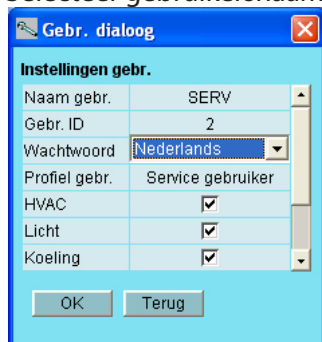 Gebr. dialoog
Instellingen gebr.
Naam gebr. SERV
Gebr. ID 2
Wachtwoord Nederlands
Profiel gebr. Service gebruiker
HVAC
Licht
Koeling
OK Terug